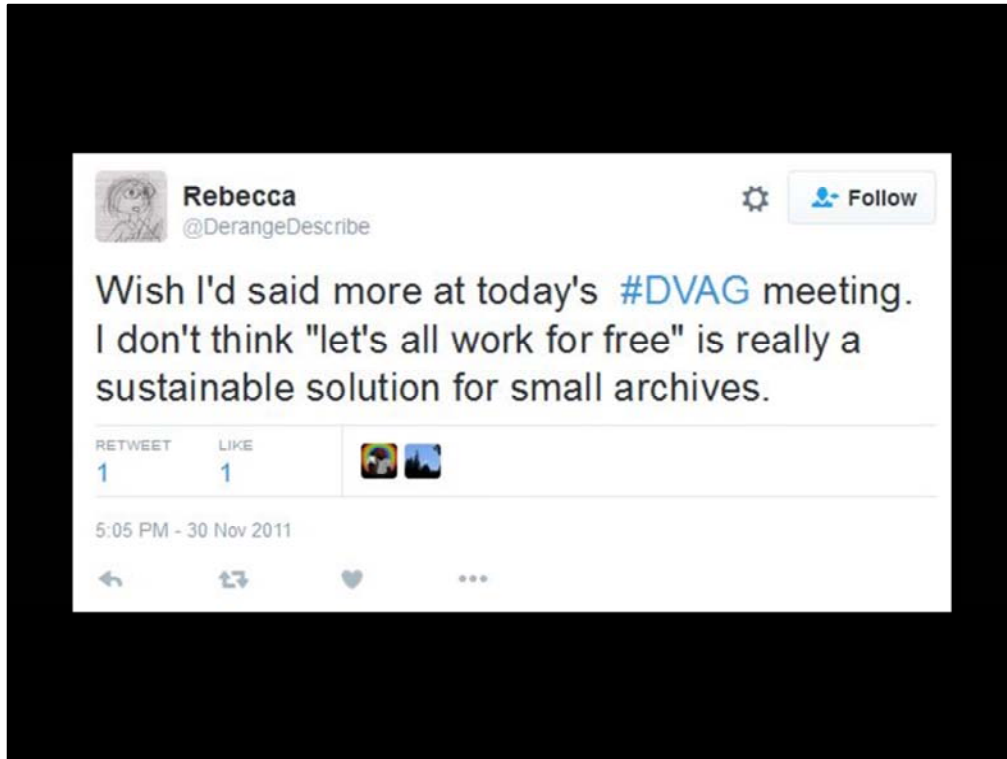 Rebecca
Follow
@DerangeDescribe
Wish I'd said more at today's #DVAG meeting.
I don't think "let's all work for free" is really a
sustainable solution for small archives.
RETWEET LIKE
1 1
5:05 PM - 30 Nov 2011